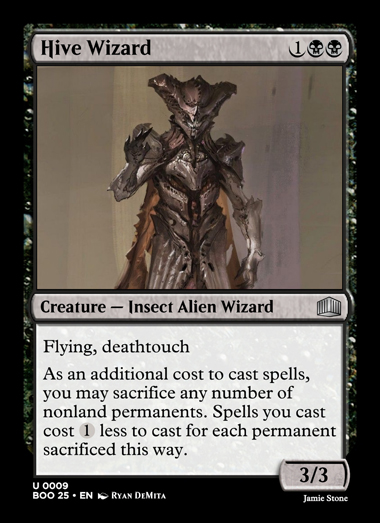 Hive Wizard 1
Creature — Insect Alien Wizard
Flying, deathtouch
As an additional cost to cast spells,
you may sacrifice any number of
nonland permanents. Spells you cast
cost 1 less to cast for each permanent
sacrificed this way.
3/3
U 0009
BOO 25 • EN Ryan DeMita
Jamie Stone